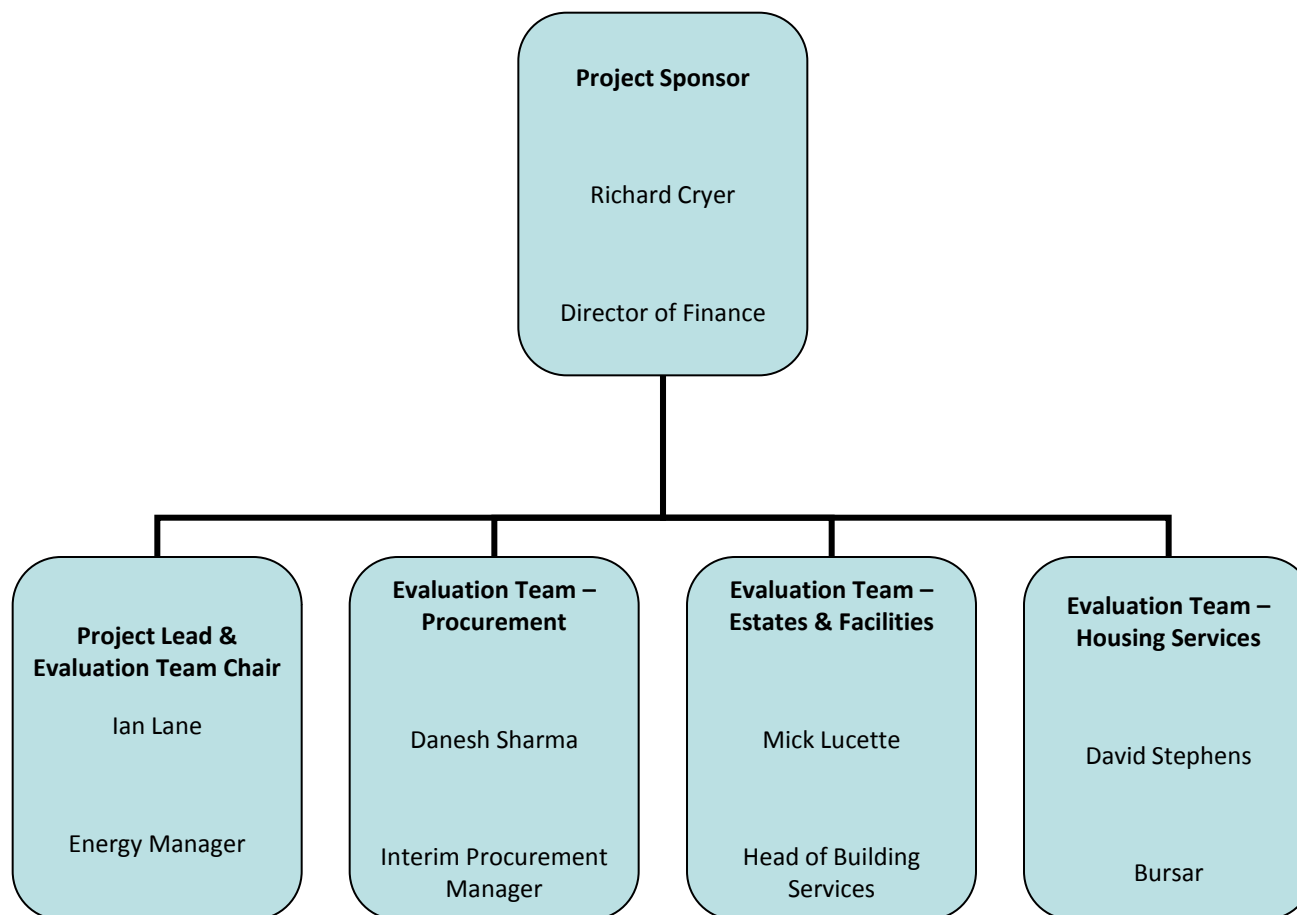 Project Sponsor
Richard Cryer
Director of Finance
Project Lead &
Evaluation Team Chair
Ian Lane
Energy Manager
Evaluation Team –
Procurement
Danesh Sharma
Interim Procurement
Manager
Evaluation Team –
Estates & Facilities
Mick Lucette
Head of Building
Services
Evaluation Team –
Housing Services
David Stephens
Bursar